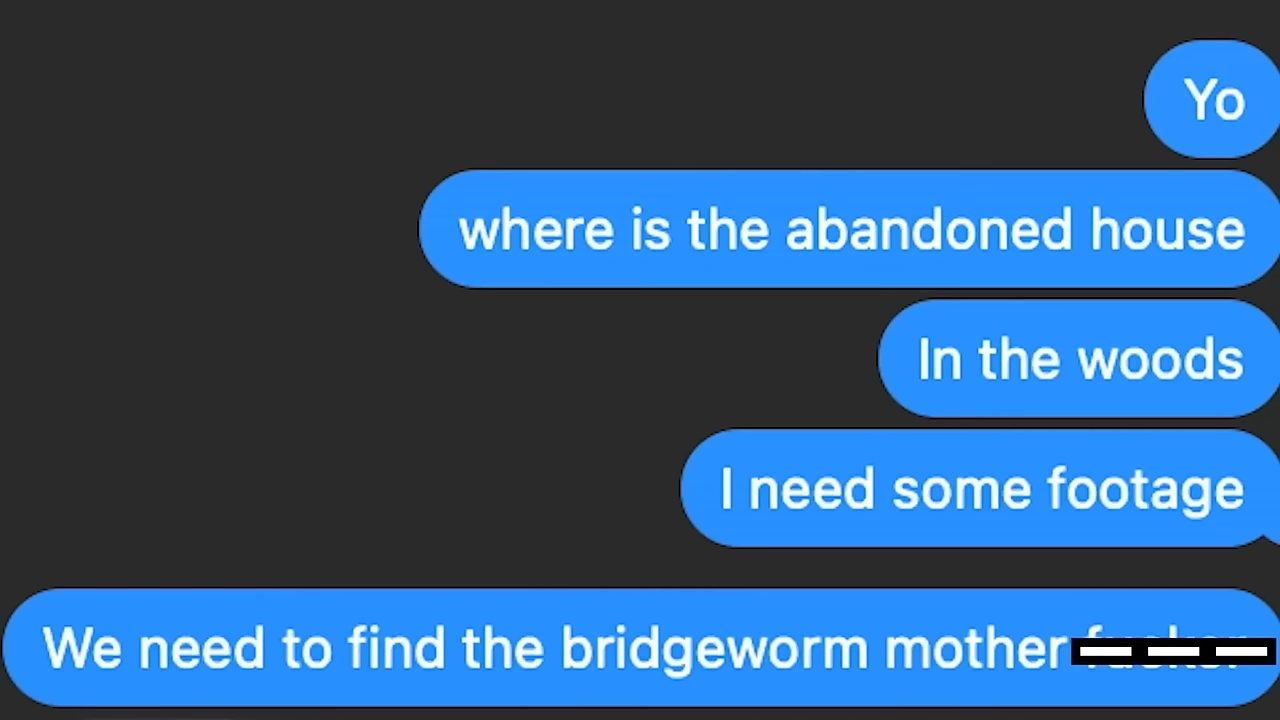 Yo
where is the abandoned house
In the woods
I need some footage
We need to find the bridgeworm mother